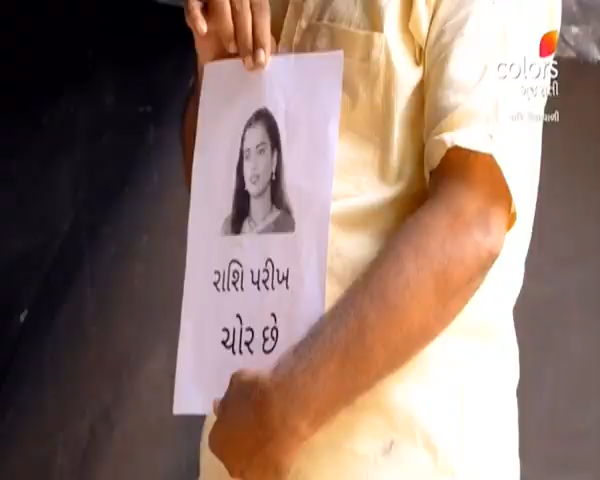 colors
ગુજરાતી
રાશિ રિક્ષાવાળી
રાશિ પરીખ
ચોર છે